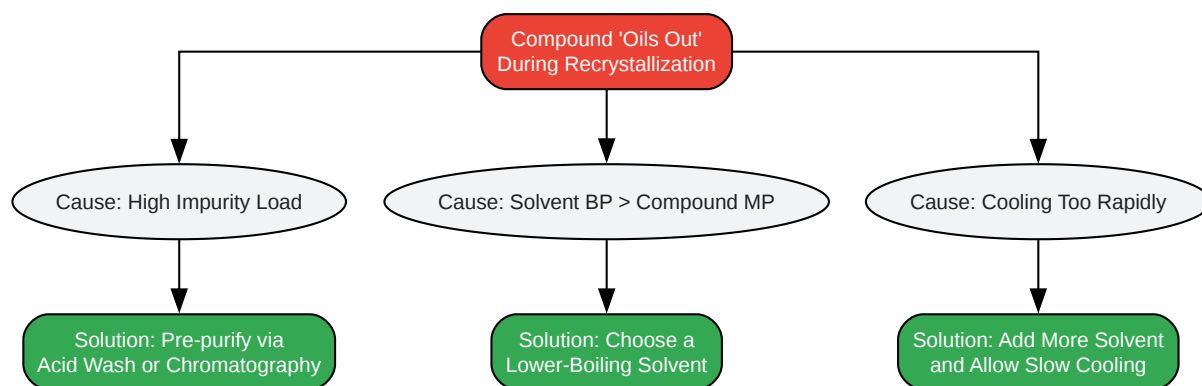 Compound 'Oils Out'
During Recrystallization
Cause: High Impurity Load
Cause: Solvent BP > Compound MP
Cause: Cooling Too Rapidly
Solution: Pre-purify via
Acid Wash or Chromatography
Solution: Choose a
Lower-Boiling Solvent
Solution: Add More Solvent
and Allow Slow Cooling